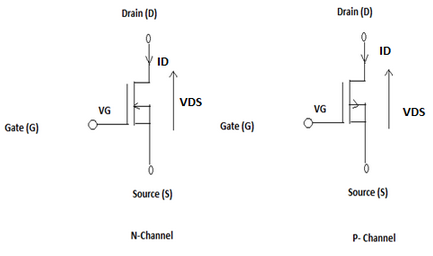 Drain (D)
ID
VG
VDS
Gate (G)
Source (S)
N-Channel
Drain (D)
ID
VG
VDS
Gate (G)
Source (S)
P- Channel